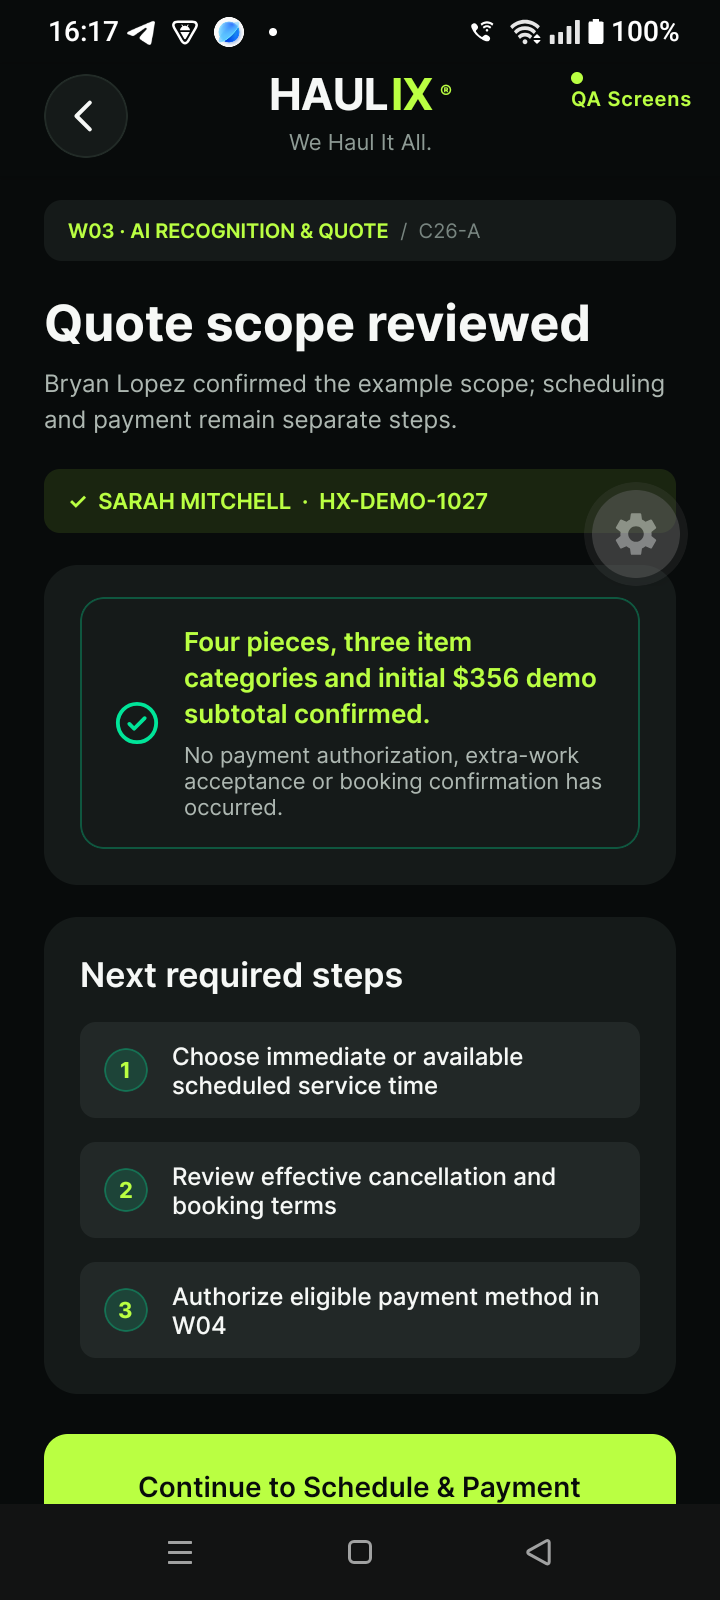 16:17
100%
HAULIX ®
We Haul It All.
QA Screens
W03 · AI RECOGNITION & QUOTE / C26-A
Quote scope reviewed
Bryan Lopez confirmed the example scope; scheduling
and payment remain separate steps.
✓ SARAH MITCHELL · HX-DEMO-1027
Four pieces, three item
categories and initial $356 demo
subtotal confirmed.
No payment authorization, extra-work
acceptance or booking confirmation has
occurred.
Next required steps
1 Choose immediate or available
scheduled service time
2 Review effective cancellation and
booking terms
3 Authorize eligible payment method in
W04
Continue to Schedule & Payment